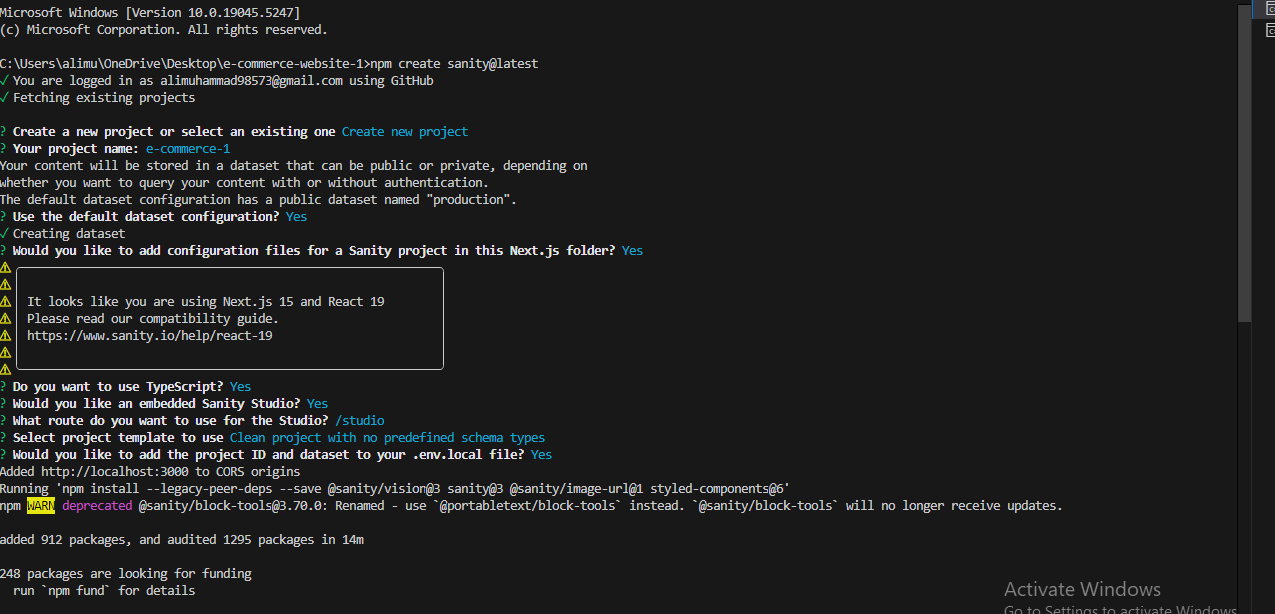 Microsoft Windows [Version 10.0.19045.5247]
(c) Microsoft Corporation. All rights reserved.
C:\Users\alimu\OneDrive\Desktop\e-commerce-website-1>npm create sanity@latest
✓ You are logged in as alimuhammad98573@gmail.com using GitHub
✓ Fetching existing projects
? Create a new project or select an existing one Create new project
? Your project name: e-commerce-1
Your content will be stored in a dataset that can be public or private, depending on
whether you want to query your content with or without authentication.
The default dataset configuration has a public dataset named "production".
? Use the default dataset configuration? Yes
✓ Creating dataset
? Would you like to add configuration files for a Sanity project in this Next.js folder? Yes
It looks like you are using Next.js 15 and React 19
Please read our compatibility guide.
https://www.sanity.io/help/react-19
? Do you want to use TypeScript? Yes
? Would you like an embedded Sanity Studio? Yes
? What route do you want to use for the Studio? /studio
? Select project template to use Clean project with no predefined schema types
? Would you like to add the project ID and dataset to your .env.local file? Yes
Added http://localhost:3000 to CORS origins
Running 'npm install --legacy-peer-deps --save @sanity/vision@3 sanity@3 @sanity/image-url@1 styled-components@6'
npm WARN deprecated @sanity/block-tools@3.70.0: Renamed - use `@portabletext/block-tools` instead. `@sanity/block-tools` will no longer receive updates.
added 912 packages, and audited 1295 packages in 14m
248 packages are looking for funding
run `npm fund` for details
Activate Windows
Go to Settings to activate Windows